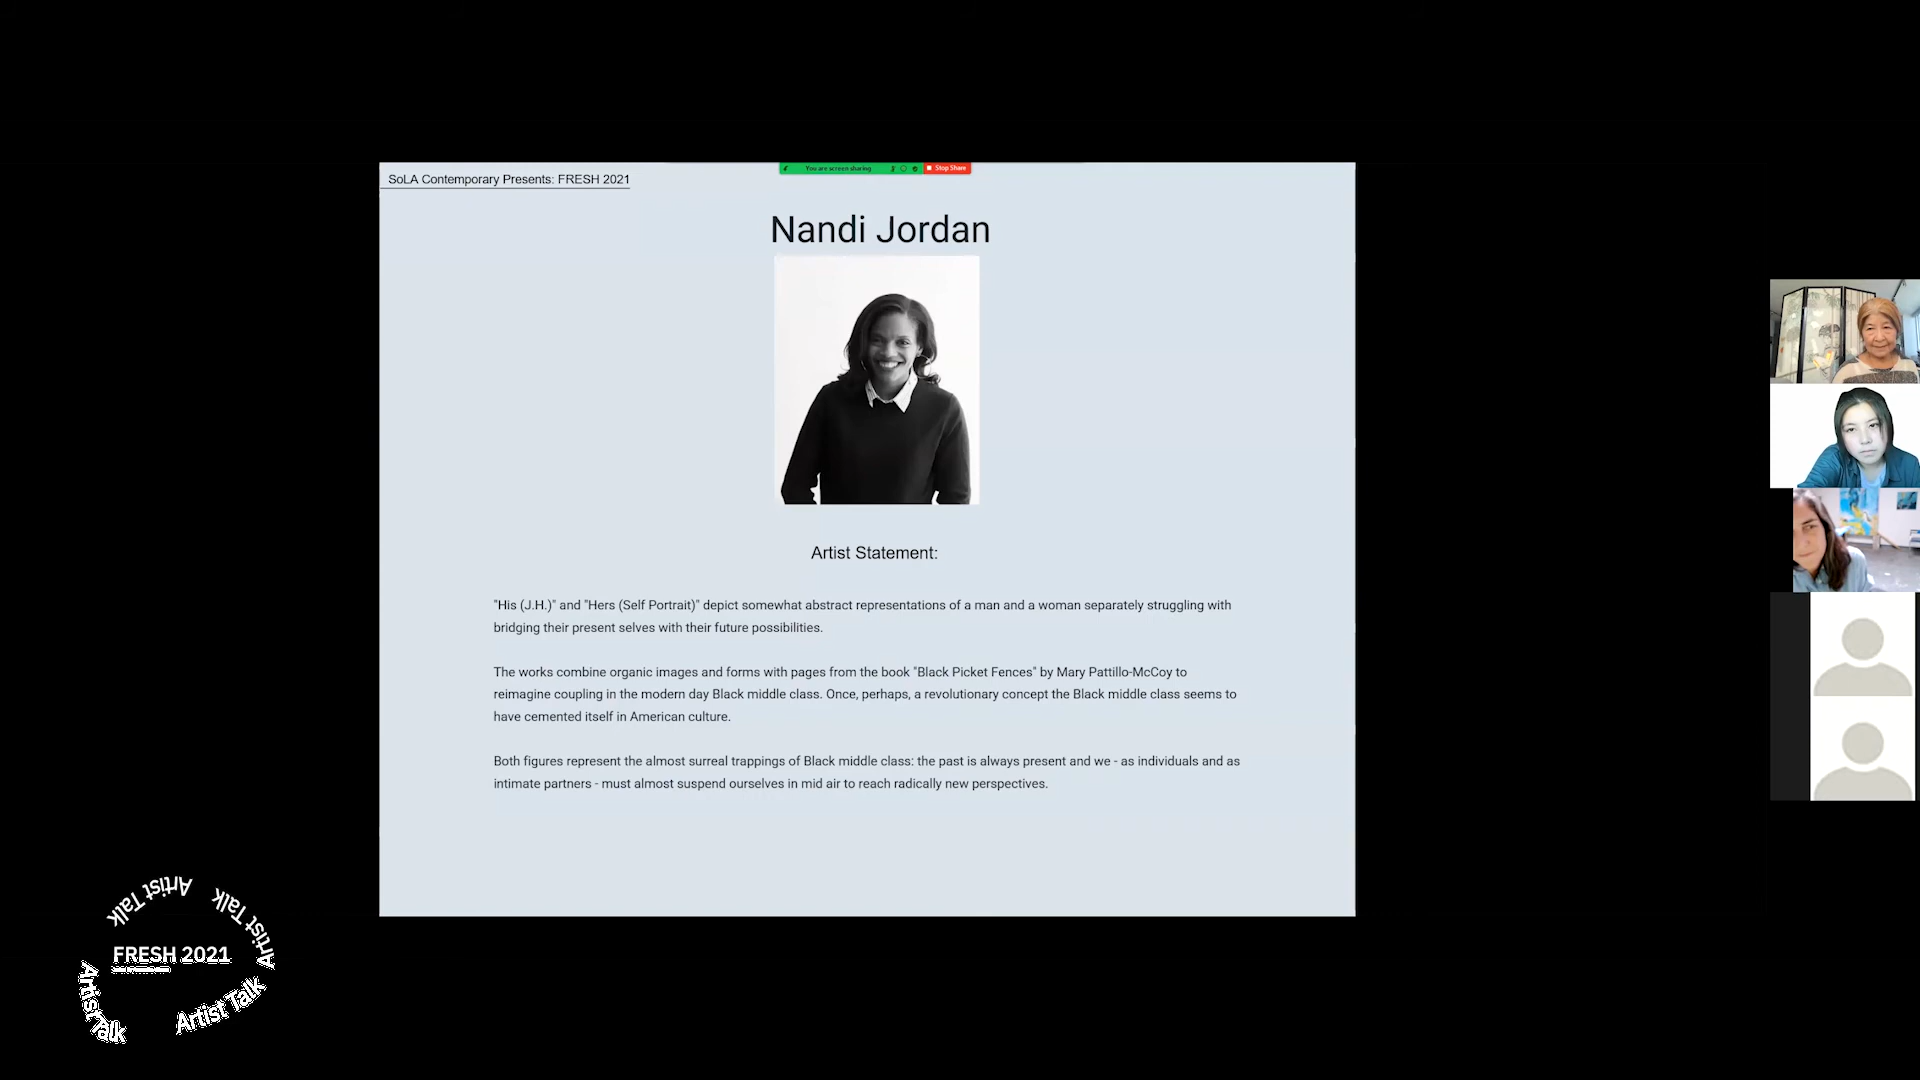 SoLA Contemporary Presents: FRESH 2021
You are screen sharing
Stop Share
Nandi Jordan
Artist Statement:
"His (J.H.)" and "Hers (Self Portrait)" depict somewhat abstract representations of a man and a woman separately struggling with
bridging their present selves with their future possibilities.
The works combine organic images and forms with pages from the book "Black Picket Fences" by Mary Pattillo-McCoy to
reimagine coupling in the modern day Black middle class. Once, perhaps, a revolutionary concept the Black middle class seems to
have cemented itself in American culture.
Both figures represent the almost surreal trappings of Black middle class: the past is always present and we - as individuals and as
intimate partners - must almost suspend ourselves in mid air to reach radically new perspectives.
Artist Talk
Artist Talk
Artist Talk
Artist Talk
FRESH 2021